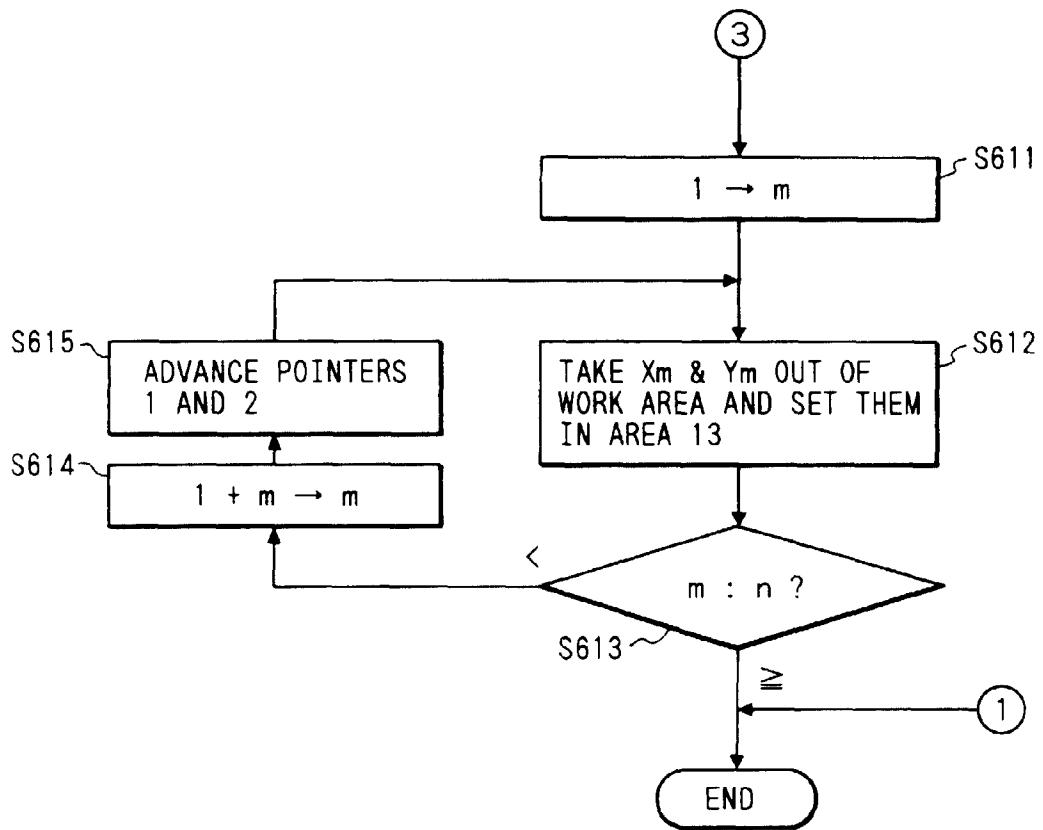 3
S611
1 → m
S615
ADVANCE POINTERS
1 AND 2
S612
TAKE Xm & Ym OUT OF
WORK AREA AND SET THEM
IN AREA 13
S614
1 + m → m
<
m : n ?
S613
≧
1
END